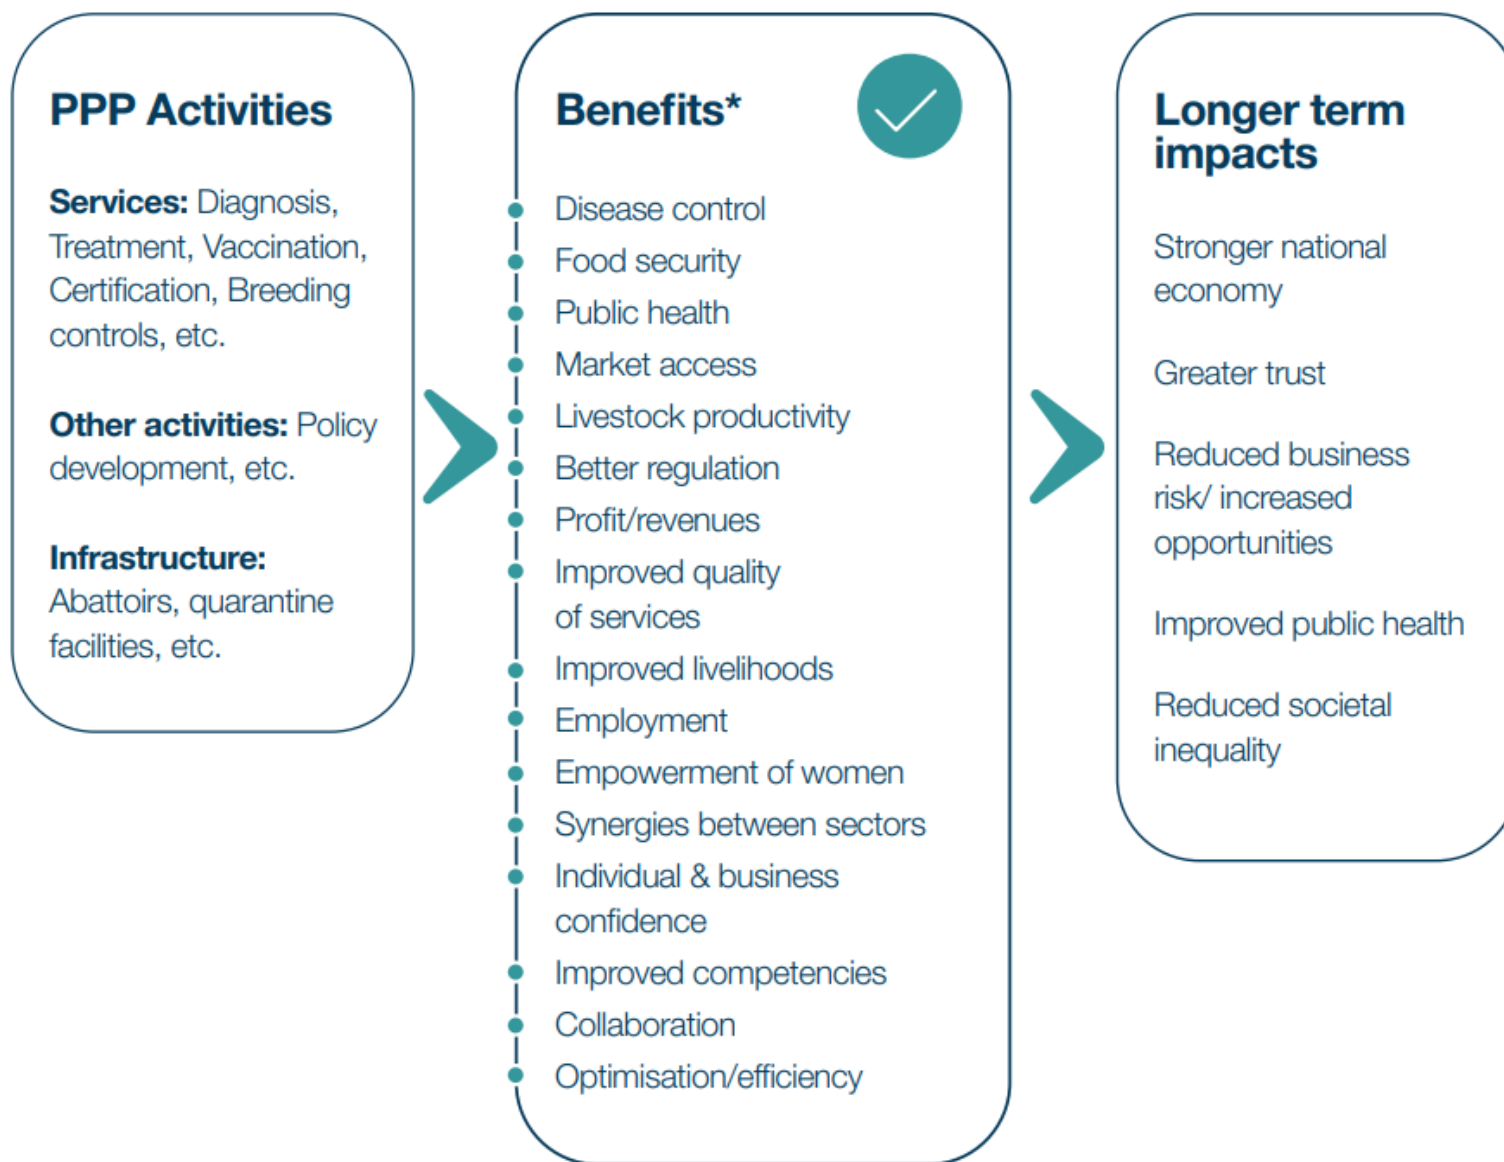 PPP Activities
Services: Diagnosis,
Treatment, Vaccination,
Certification, Breeding
controls, etc.
Other activities: Policy
development, etc.
Infrastructure:
Abattoirs, quarantine
facilities, etc.
Benefits*
Disease control
Food security
Public health
Market access
Livestock productivity
Better regulation
Profit/revenues
Improved quality
of services
Improved livelihoods
Employment
Empowerment of women
Synergies between sectors
Individual & business
confidence
Improved competencies
Collaboration
Optimisation/efficiency
Longer term
impacts
Stronger national
economy
Greater trust
Reduced business
risk/ increased
opportunities
Improved public health
Reduced societal
inequality